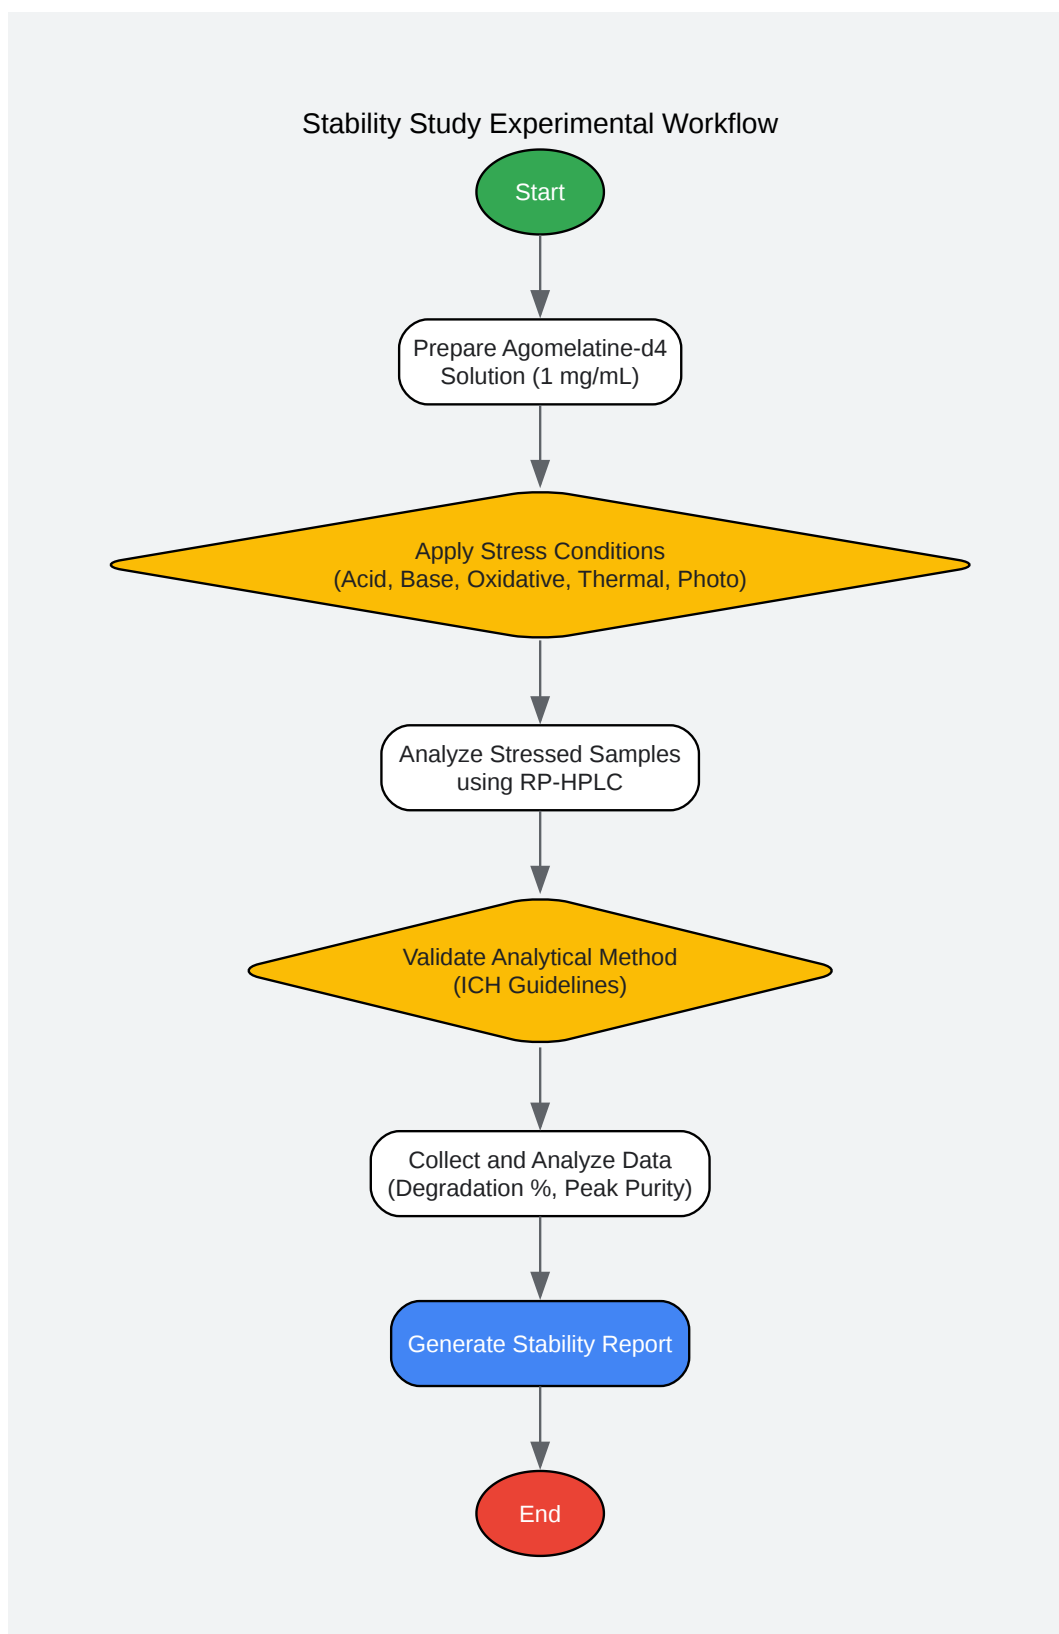 Stability Study Experimental Workflow
Start
Prepare Agomelatine-d4
Solution (1 mg/mL)
Apply Stress Conditions
(Acid, Base, Oxidative, Thermal, Photo)
Analyze Stressed Samples
using RP-HPLC
Validate Analytical Method
(ICH Guidelines)
Collect and Analyze Data
(Degradation %, Peak Purity)
Generate Stability Report
End